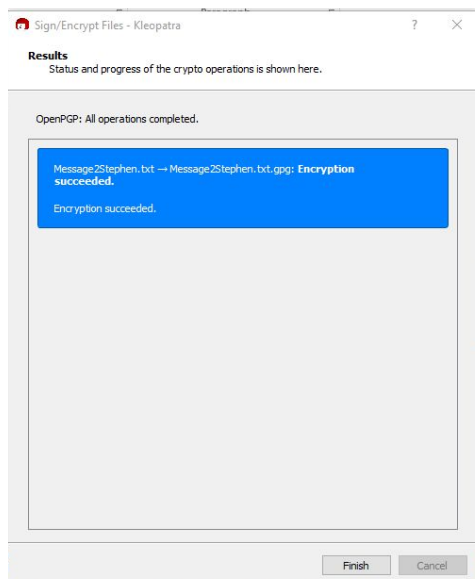 Sign/Encrypt Files - Kleopatra
Results
Status and progress of the crypto operations is shown here.
OpenPGP: All operations completed.
Message2Stephen.txt → Message2Stephen.txt.gpg: Encryption
succeeded.
Encryption succeeded.
Finish Cancel